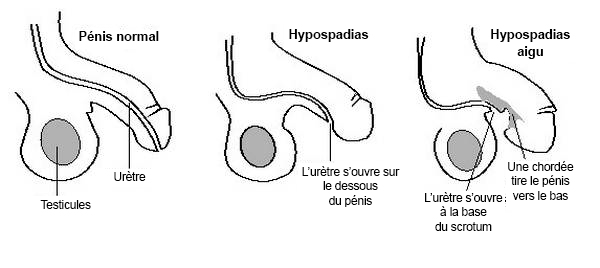 Pénis normal
Hypospadias
Hypospadias
aigu
Urètre
Testicules
L'urètre s'ouvre sur
le dessous
du pénis
L'urètre s'ouvre
à la base
du scrotum
Une chordée
tire le pénis
vers le bas